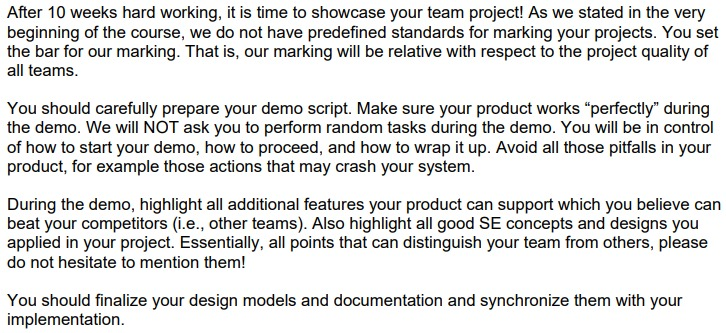 After 10 weeks hard working, it is time to showcase your team project! As we stated in the very
beginning of the course, we do not have predefined standards for marking your projects. You set
the bar for our marking. That is, our marking will be relative with respect to the project quality of
all teams.
You should carefully prepare your demo script. Make sure your product works “perfectly” during
the demo. We will NOT ask you to perform random tasks during the demo. You will be in control
of how to start your demo, how to proceed, and how to wrap it up. Avoid all those pitfalls in your
product, for example those actions that may crash your system.
During the demo, highlight all additional features your product can support which you believe can
beat your competitors (i.e., other teams). Also highlight all good SE concepts and designs you
applied in your project. Essentially, all points that can distinguish your team from others, please
do not hesitate to mention them!
You should finalize your design models and documentation and synchronize them with your
implementation.